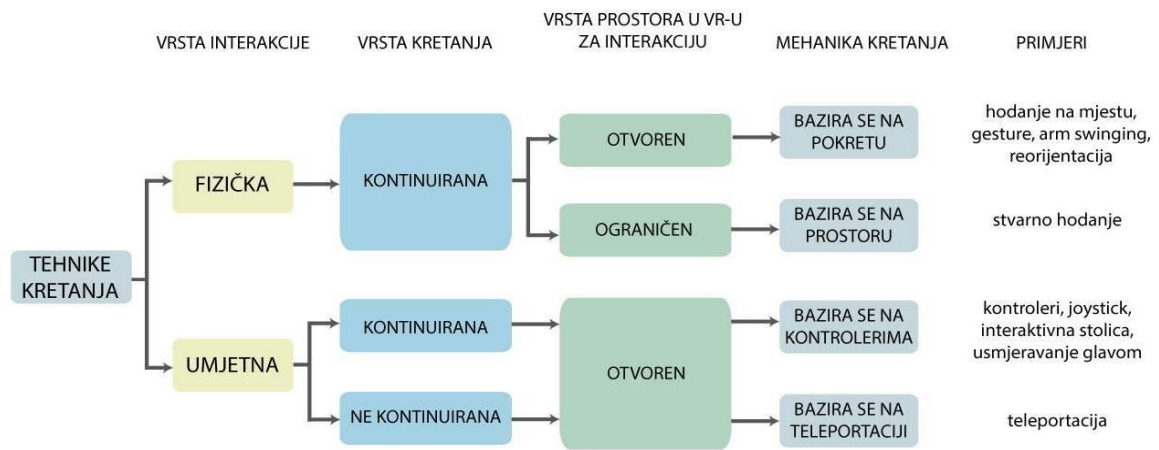 VRSTA INTERAKCIJE
VRSTA KRETANJA
VRSTA PROSTORA U VR-U
ZA INTERAKCIJU
MEHANIKA KRETANJA
PRIMJERI
TEHNIKE
KRETANJA
FIZIČKA
KONTINUIRANA
OTVOREN
BAZIRA SE NA
POKRETU
hodanje na mjestu,
gesture, arm swinging,
reorijentacija
OGRANIČEN
BAZIRA SE NA
PROSTORU
stvarno hodanje
UMJETNA
KONTINUIRANA
OTVOREN
BAZIRA SE NA
KONTROLERIMA
kontroleri, joystick,
interaktivna stolica,
usmjeravanje glavom
NE KONTINUIRANA
BAZIRA SE NA
TELEPORTACIJI
teleportacija